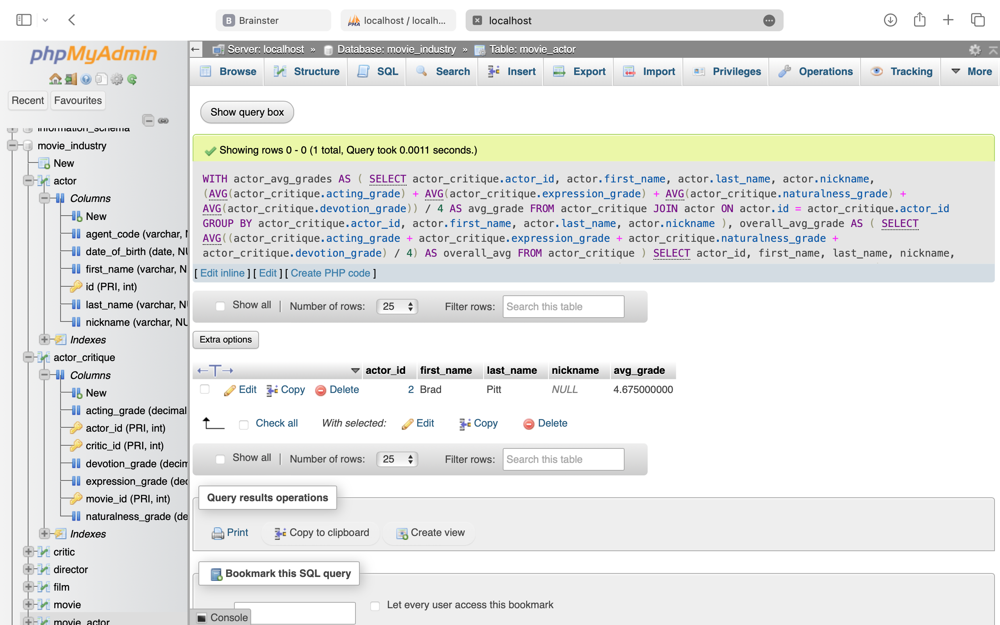 Brainster
localhost / localh...
localhost
phpMyAdmin
Server: localhost » Database: movie_industry » Table: movie_actor
Browse Structure SQL Search Insert Export Import Privileges Operations Tracking More
Recent Favourites
information_schema
movie_industry
New
actor
Columns
New
agent_code (varchar, N
date_of_birth (date, NU
first_name (varchar, N
id (PRI, int)
last_name (varchar, NU
nickname (varchar, NU
Indexes
actor_critique
Columns
New
acting_grade (decimal
actor_id (PRI, int)
critic_id (PRI, int)
devotion_grade (decim
expression_grade (dec
movie_id (PRI, int)
naturalness_grade (de
Indexes
critic
director
film
movie
movie_actor
Show query box
Showing rows 0 - 0 (1 total, Query took 0.0011 seconds.)
WITH actor_avg_grades AS ( SELECT actor_critique.actor_id, actor.first_name, actor.last_name, actor.nickname,
(AVG(actor_critique.acting_grade) + AVG(actor_critique.expression_grade) + AVG(actor_critique.naturalness_grade) +
AVG(actor_critique.devotion_grade)) / 4 AS avg_grade FROM actor_critique JOIN actor ON actor.id = actor_critique.actor_id
GROUP BY actor_critique.actor_id, actor.first_name, actor.last_name, actor.nickname ), overall_avg_grade AS ( SELECT
AVG((actor_critique.acting_grade + actor_critique.expression_grade + actor_critique.naturalness_grade +
actor_critique.devotion_grade) / 4) AS overall_avg FROM actor_critique ) SELECT actor_id, first_name, last_name, nickname,
[ Edit inline ] [ Edit ] [ Create PHP code ]
Show all | Number of rows: 25 Filter rows: Search this table
Extra options
actor_id first_name last_name nickname avg_grade
Edit Copy Delete 2 Brad Pitt NULL 4.675000000
Check all With selected: Edit Copy Delete
Show all | Number of rows: 25 Filter rows: Search this table
Query results operations
Print Copy to clipboard Create view
Bookmark this SQL query
Let every user access this bookmark
Console